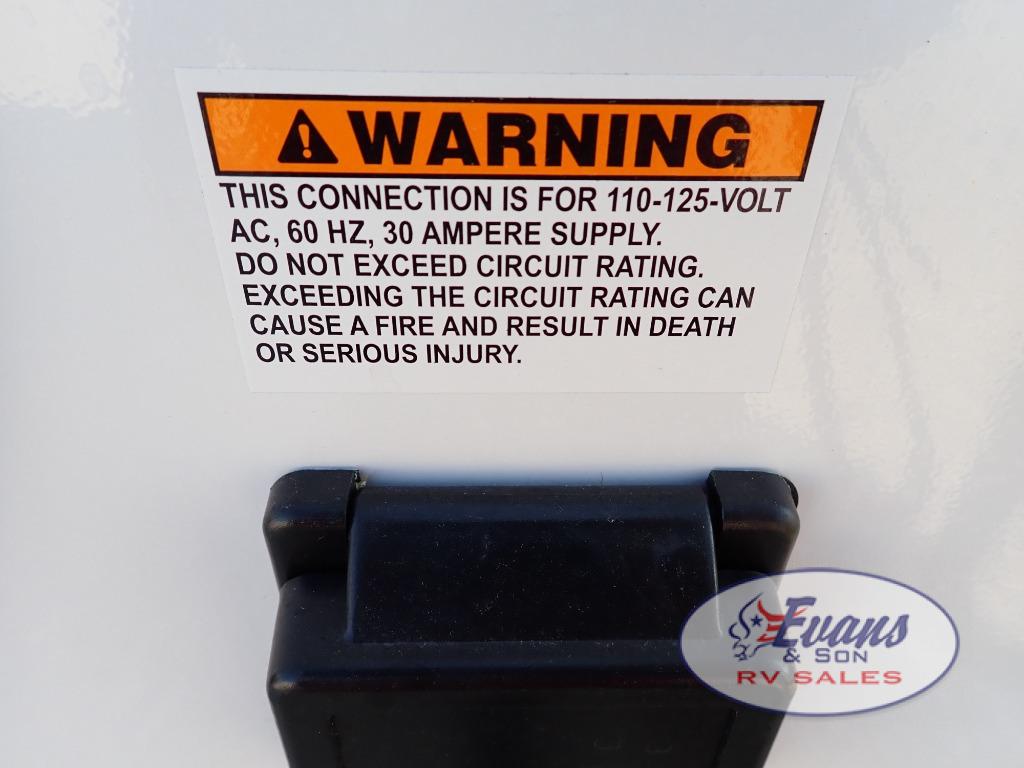 WARNING
THIS CONNECTION IS FOR 110-125-VOLT
AC, 60 HZ, 30 AMPERE SUPPLY.
DO NOT EXCEED CIRCUIT RATING.
EXCEEDING THE CIRCUIT RATING CAN
CAUSE A FIRE AND RESULT IN DEATH
OR SERIOUS INJURY.
Evans
& SON
RV SALES